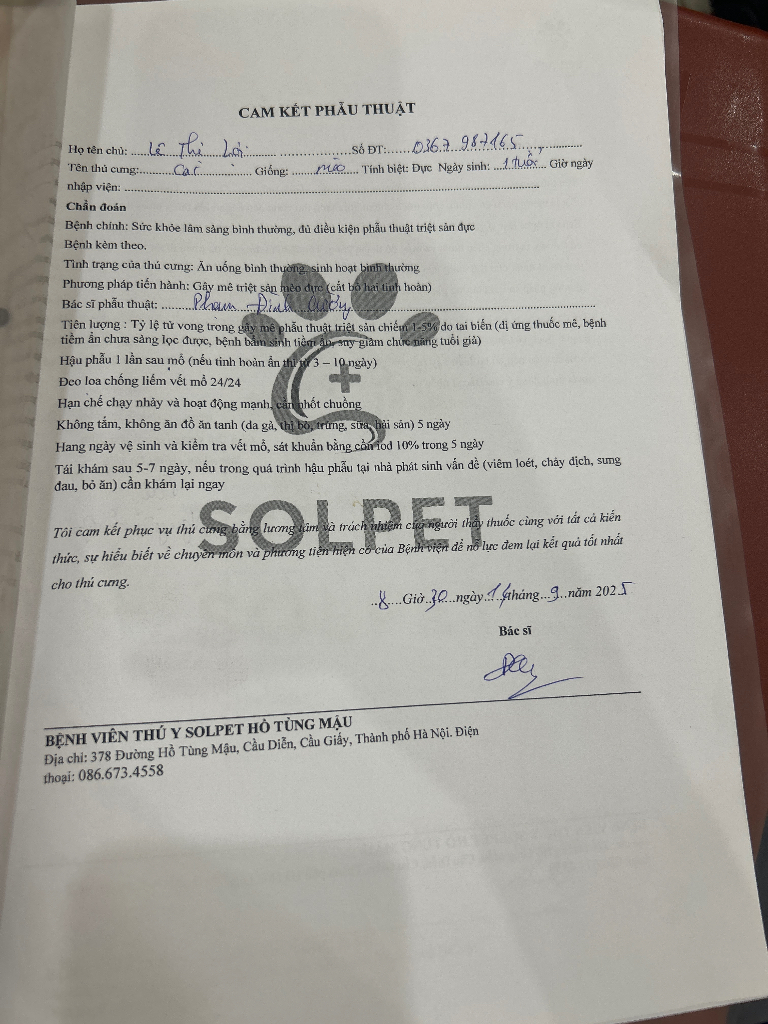 CAM KẾT PHẪU THUẬT
Họ tên chủ: Lê Thị Lợi Số ĐT: 0367 987165
Tên thú cưng: Cac Giống: mèo Tính biệt: Đực Ngày sinh: 1 tuổi Giờ ngày
nhập viện:
Chẩn đoán
Bệnh chính: Sức khỏe lâm sàng bình thường, đủ điều kiện phẫu thuật triệt sản đực
Bệnh kèm theo.
Tình trạng của thú cưng: Ăn uống bình thường, sinh hoạt bình thường
Phương pháp tiến hành: Gây mê triệt sản mèo đực (cắt bỏ hai tinh hoàn)
Bác sĩ phẫu thuật: Phạm Đình Cường
Tiên lượng : Tỷ lệ tử vong trong gây mê phẫu thuật triệt sản chiếm 1-5% do tai biến (dị ứng thuốc mê, bệnh
tiềm ẩn chưa sàng lọc được, bệnh bẩm sinh tiềm ẩn, suy giảm chức năng tuổi già)
Hậu phẫu 1 lần sau mổ (nếu tinh hoàn ẩn thì từ 3 – 10 ngày)
Đeo loa chống liếm vết mổ 24/24
Hạn chế chạy nhảy và hoạt động mạnh, cần nhốt chuồng
Không tắm, không ăn đồ ăn tanh (da gà, thị bò, trứng, sữa, hải sản) 5 ngày
Hang ngày vệ sinh và kiểm tra vết mổ, sát khuẩn bằng cồn iod 10% trong 5 ngày
Tái khám sau 5-7 ngày, nếu trong quá trình hậu phẫu tại nhà phát sinh vấn đề (viêm loét, chảy dịch, sưng
đau, bỏ ăn) cần khám lại ngay
SOLPET
Tôi cam kết phục vụ thú cưng bằng lương tâm và trách nhiệm của người thầy thuốc cùng với tất cả kiến
thức, sự hiểu biết về chuyên môn và phương tiện hiện có của Bệnh viện để nỗ lực đem lại kết quả tốt nhất
cho thú cưng.
8 Giờ 30 ngày 14 tháng 9 năm 2025
Bác sĩ
BỆNH VIÊN THÚ Y SOLPET HỒ TÙNG MẬU
Địa chỉ: 378 Đường Hồ Tùng Mậu, Cầu Diễn, Cầu Giấy, Thành phố Hà Nội. Điện
thoại: 086.673.4558